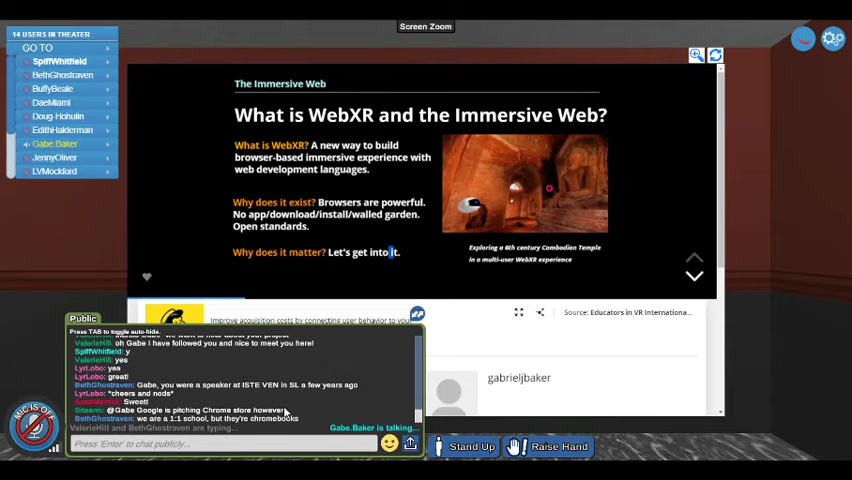 Screen Zoom
14 USERS IN THEATER
GO TO
SpiffWhitfield
BethGhostraven
BuffyBeale
DaeMiami
Doug-Hohulin
EdithHalderman
Gabe.Baker
JennyOliver
LVMockford
The Immersive Web
What is WebXR and the Immersive Web?
What is WebXR? A new way to build
browser-based immersive experience with
web development languages.
Why does it exist? Browsers are powerful.
No app/download/install/walled garden.
Open standards.
Why does it matter? Let's get into it.
Exploring a 6th century Cambodian Temple
in a multi-user WebXR experience
Improve acquisition costs by connecting user behavior to you
Source: Educators in VR Internationa...
gabrieljbaker
Public
Press TAB to toggle auto-hide.
ValerieHill: oh Gabe I have followed you and nice to meet you here!
SpiffWhitfield: y
ValerieHill: yes
LyrLobo: yea
LyrLobo: great!
BethGhostraven: Gabe, you were a speaker at ISTE VEN in SL a few years ago
LyrLobo: *cheers and nods*
ScottMerrick: Sweet!
Sitearm: @Gabe Google is pitching Chrome store however
BethGhostraven: we are a 1:1 school, but they're chromebooks
ValerieHill and BethGhostraven are typing...
Gabe.Baker is talking...
Press 'Enter' to chat publicly...
MIC IS OFF
Stand Up
Raise Hand